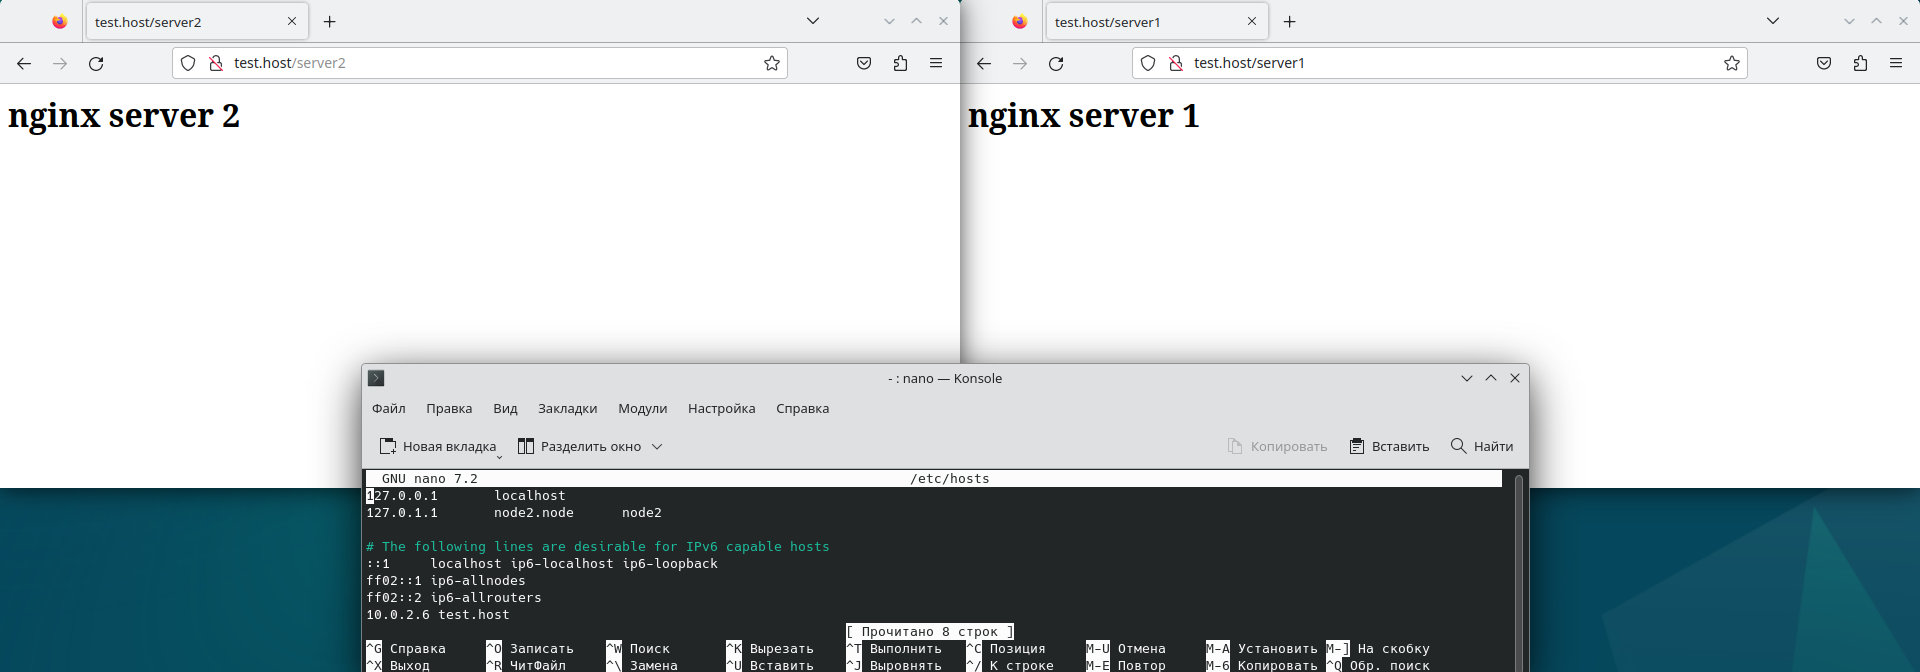 test.host/server2
test.host/server1
test.host/server2
test.host/server1
nginx server 2
nginx server 1
- : nano — Konsole
Файл Правка Вид Закладки Модули Настройка Справка
Новая вкладка Разделить окно Копировать Вставить Найти
GNU nano 7.2 /etc/hosts
127.0.0.1 localhost
127.0.1.1 node2.node node2
# The following lines are desirable for IPv6 capable hosts
::1 localhost ip6-localhost ip6-loopback
ff02::1 ip6-allnodes
ff02::2 ip6-allrouters
10.0.2.6 test.host
[ Прочитано 8 строк ]
^G Справка ^O Записать ^W Поиск ^K Вырезать ^T Выполнить ^C Позиция M-U Отмена M-A Установить M-] На скобку
^X Выход ^R ЧитФайл ^\ Замена ^U Вставить ^J Выровнять ^/ К строке M-E Повтор M-6 Копировать ^Q Обр. поиск